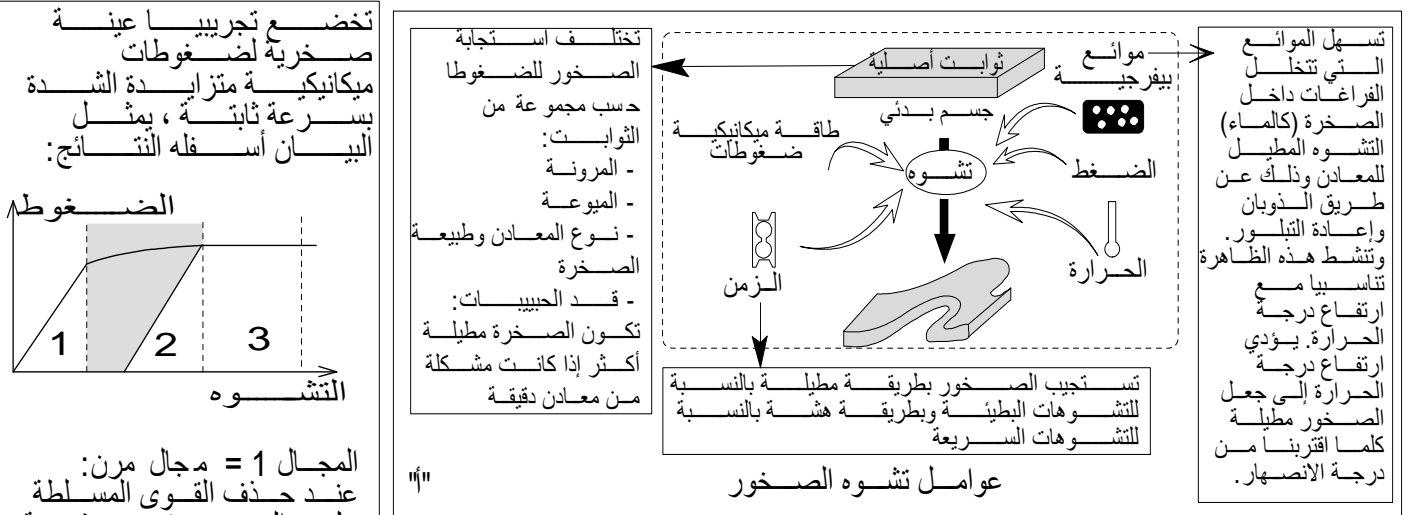 تخضع تجريبيا عينة
صخرية لضغوطات
ميكانيكية متزايدة الشدة
بسرعة ثابتة ، يمثل
البيان أسفله النتائج:
الضغوط
1
2
3
التشوه
المجال 1 = مجال مرن:
عند حذف القوى المسلطة
تختلف استجابة
الصخور للضغوطا
حسب مجموعة من
الثوابت:
- المرونة
- الميوعة
- نوع المعادن وطبيعة
الصخرة
- قد الحبيبات:
تكون الصخرة مطيلة
أكثر إذا كانت مشكلة
من معادن دقيقة
ثوابت أصلية
جسم بدئي
موائع
بيفرجية
طاقة ميكانيكية
ضغوطات
تشوه
الضغط
الزمن
الحرارة
تستجيب الصخور بطريقة مطيلة بالنسبة
للتشوهات البطيئة وبطريقة هشة بالنسبة
للتشوهات السريعة
تسهل الموائع
التي تتخلل
الفراغات داخل
الصخرة (كالماء)
التشوه المطيل
للمعادن وذلك عن
طريق الذوبان
وإعادة التبلور.
وتنشط هذه الظاهرة
تناسبيا مع
ارتفاع درجة
الحرارة. يؤدي
ارتفاع درجة
الحرارة إلى جعل
الصخور مطيلة
كلما اقتربنا من
درجة الانصهار.
عوامل تشوه الصخور
"أ"